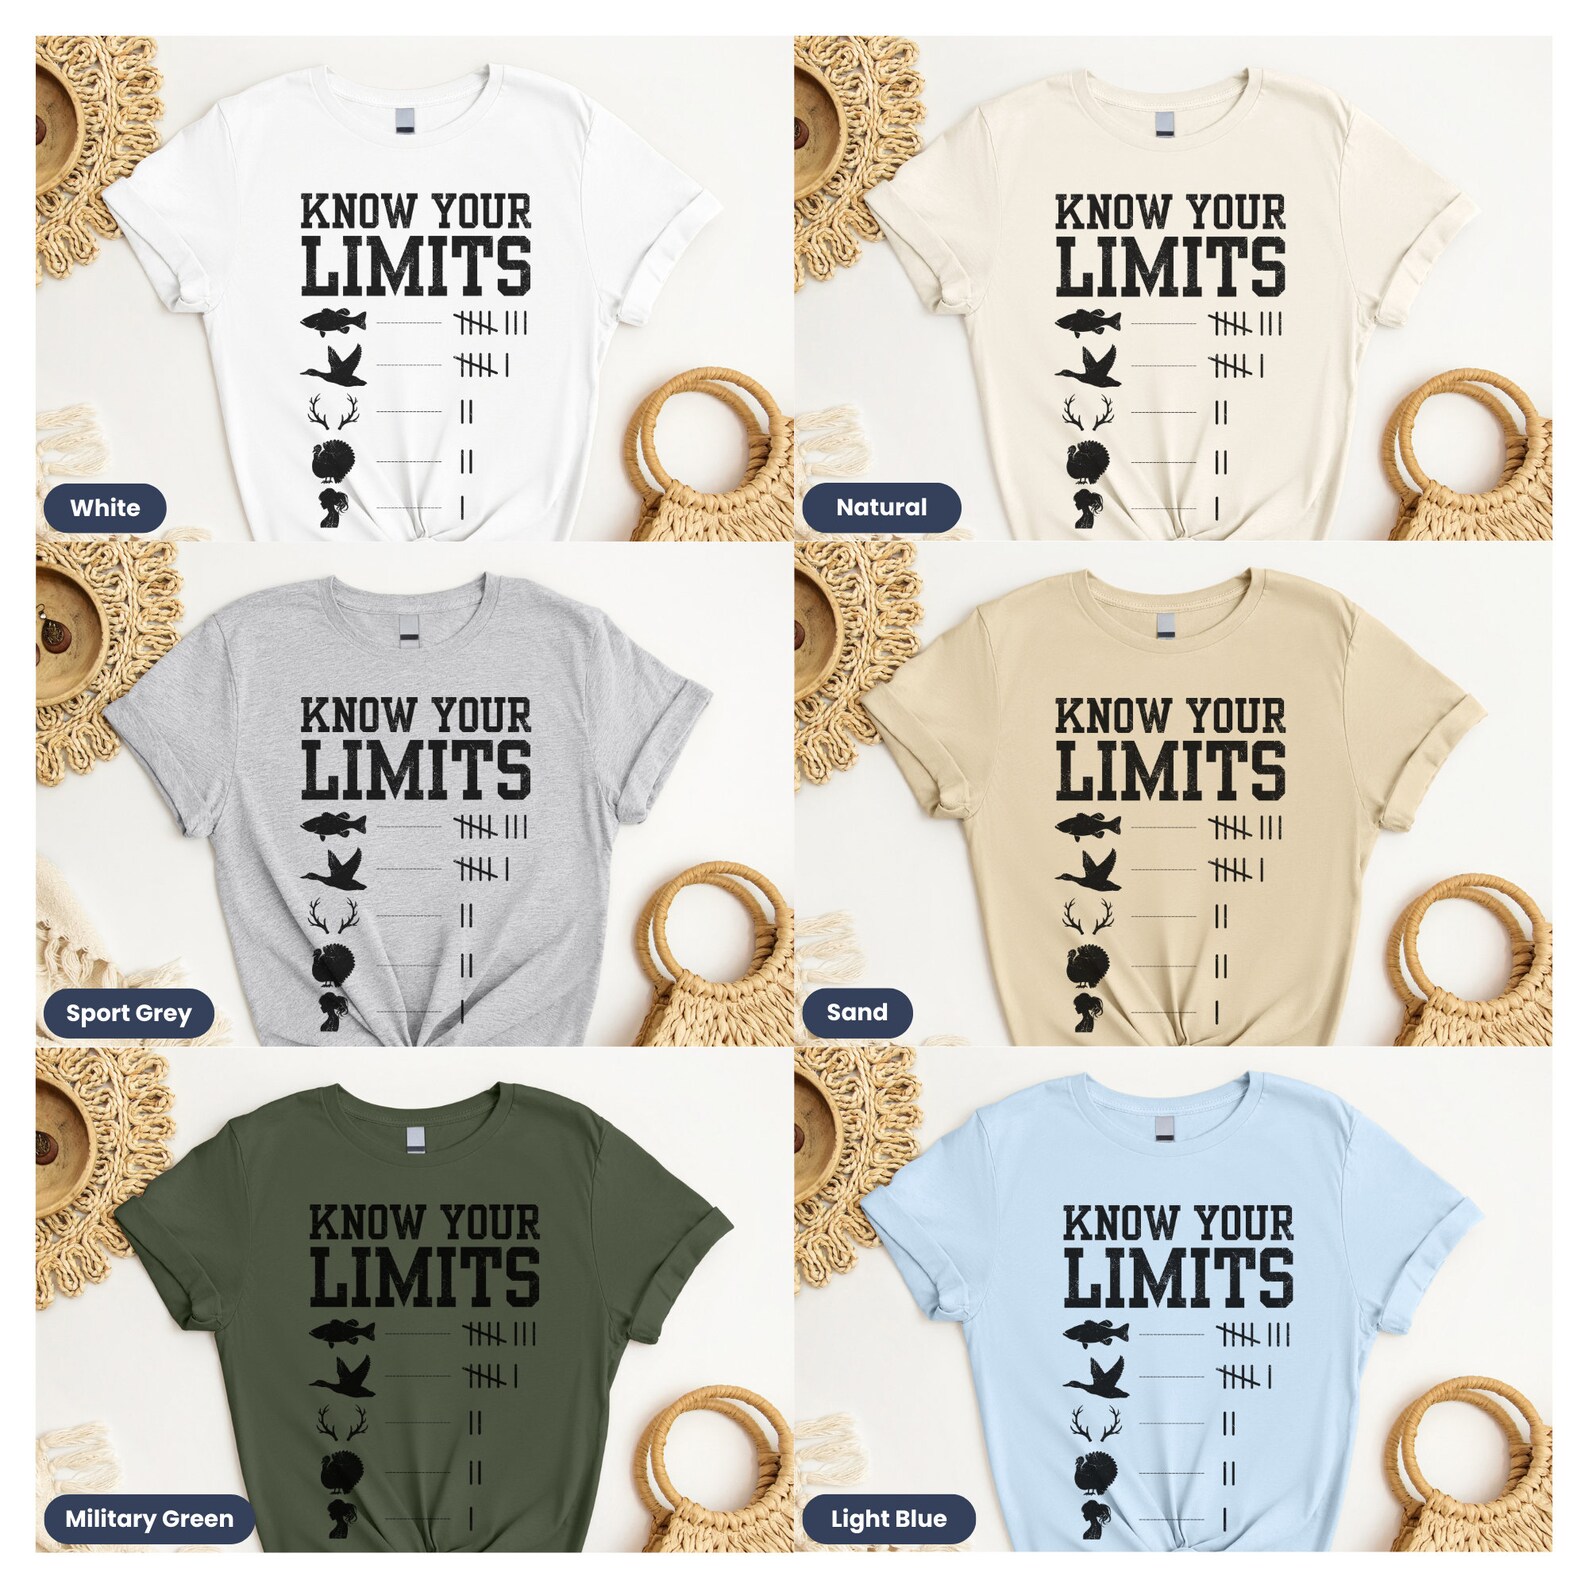 KNOW YOUR
LIMITS
White
KNOW YOUR
LIMITS
Natural
KNOW YOUR
LIMITS
Sport Grey
KNOW YOUR
LIMITS
Sand
KNOW YOUR
LIMITS
Military Green
KNOW YOUR
LIMITS
Light Blue